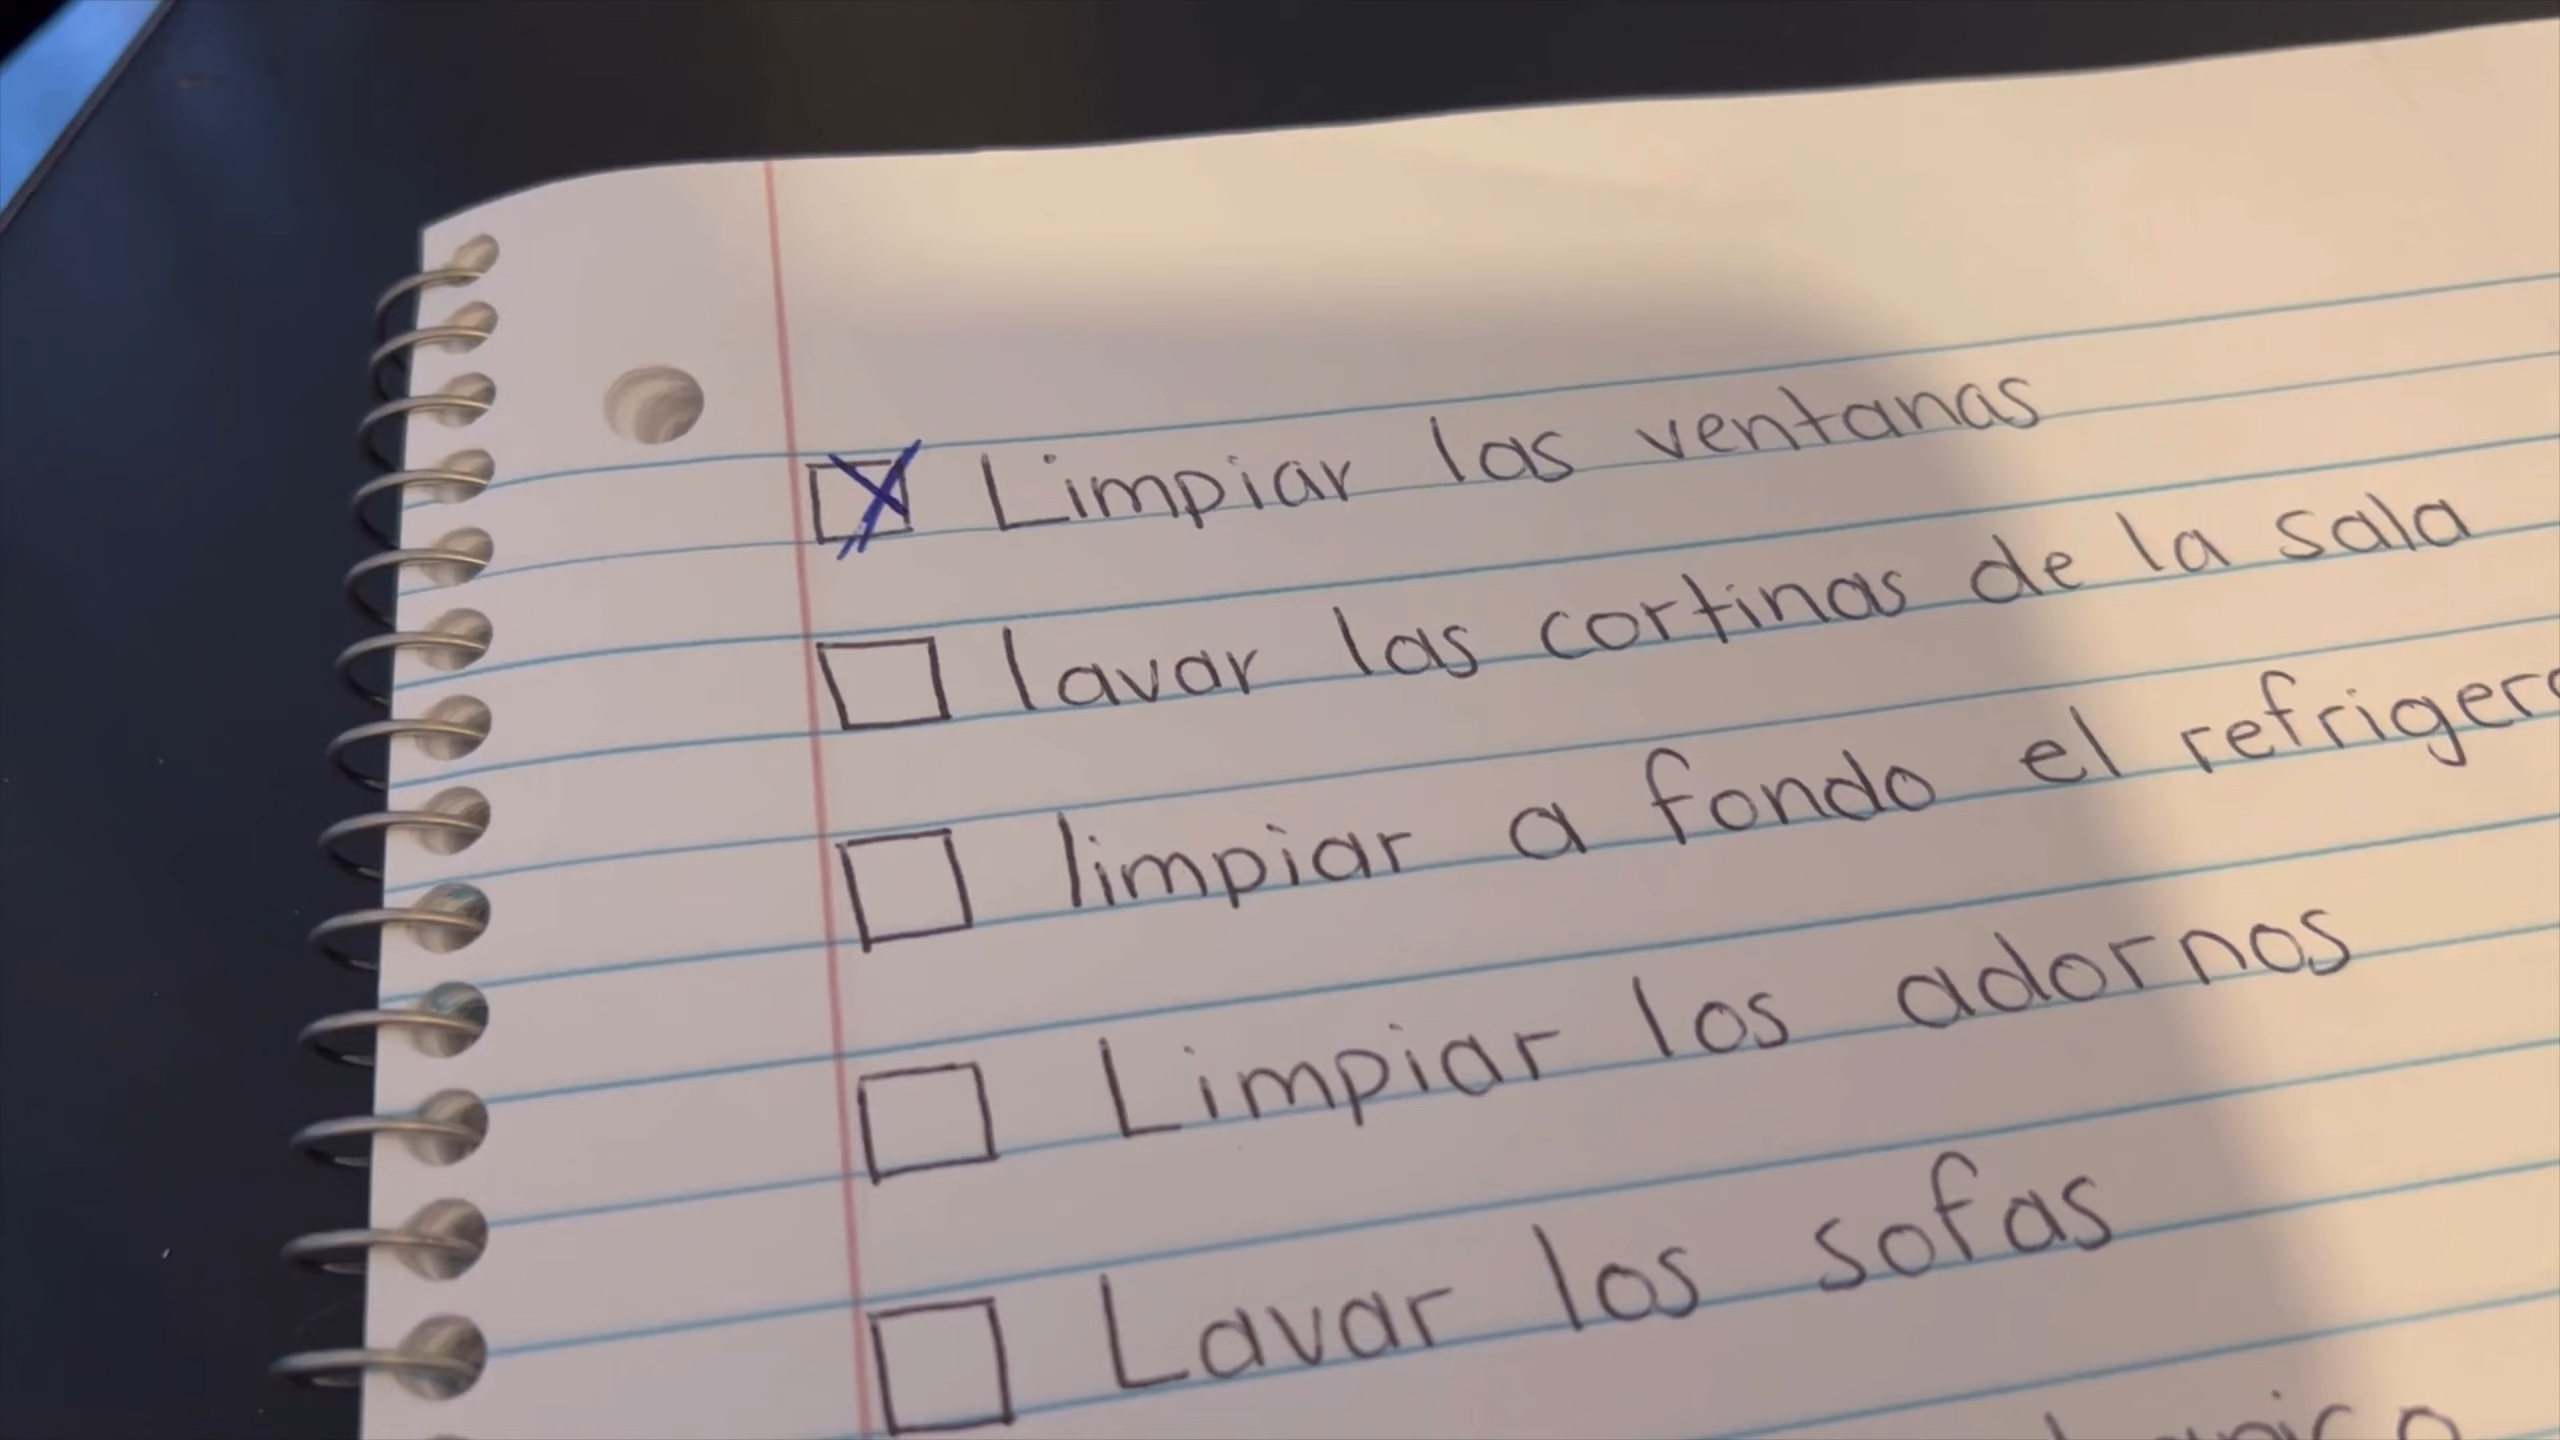 Limpiar las ventanas
lavar las cortinas de la sala
limpiar a fondo el
Limpiar los adornos
Lavar los sofas